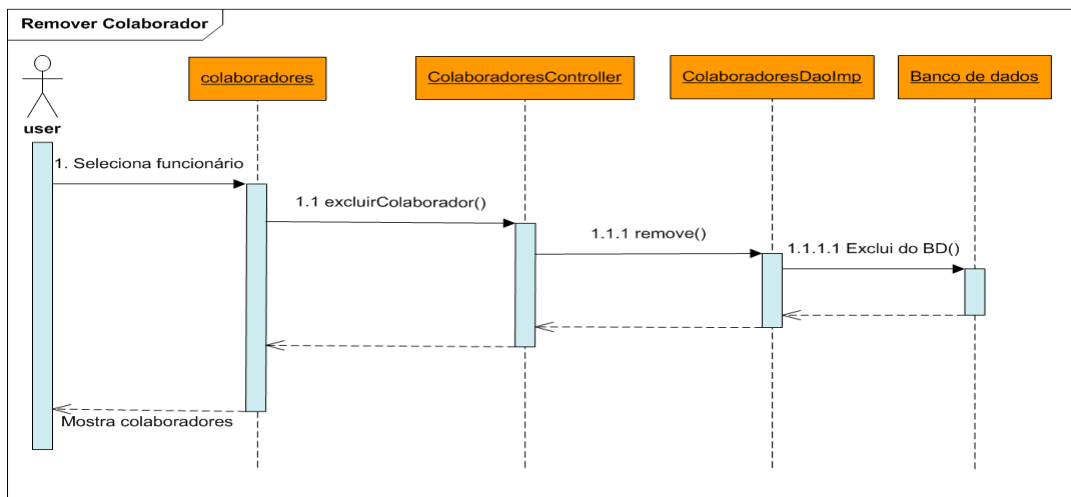 Remover Colaborador
colaboradores
ColaboradoresController
ColaboradoresDaoImp
Banco de dados
user
1. Seleciona funcionário
1.1 excluirColaborador()
1.1.1 remove()
1.1.1.1 Exclui do BD()
Mostra colaboradores